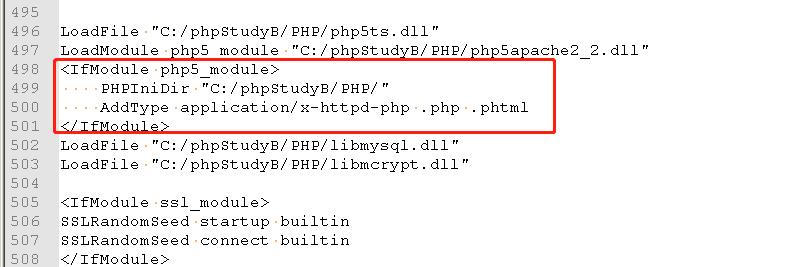 495
496 LoadFile "C:/phpStudyB/PHP/php5ts.dll"
497 LoadModule php5_module "C:/phpStudyB/PHP/php5apache2_2.dll"
498 <IfModule php5_module>
499     PHPIniDir "C:/phpStudyB/PHP/"
500     AddType application/x-httpd-php .php .phtml
501 </IfModule>
502 LoadFile "C:/phpStudyB/PHP/libmysql.dll"
503 LoadFile "C:/phpStudyB/PHP/libmcrypt.dll"
504
505 <IfModule ssl_module>
506 SSLRandomSeed startup builtin
507 SSLRandomSeed connect builtin
508 </IfModule>